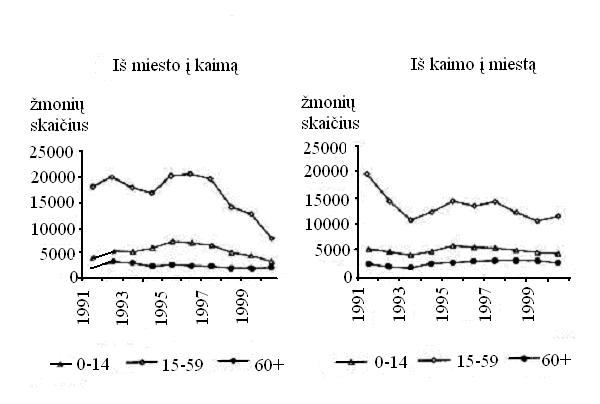 Iš miesto į kaimą
žmonių
skaičius
25000
20000
15000
10000
5000
0
1991
1993
1995
1997
1999
0-14 15-59 60+
Iš kaimo į miestą
žmonių
skaičius
25000
20000
15000
10000
5000
0
1991
1993
1995
1997
1999
0-14 15-59 60+